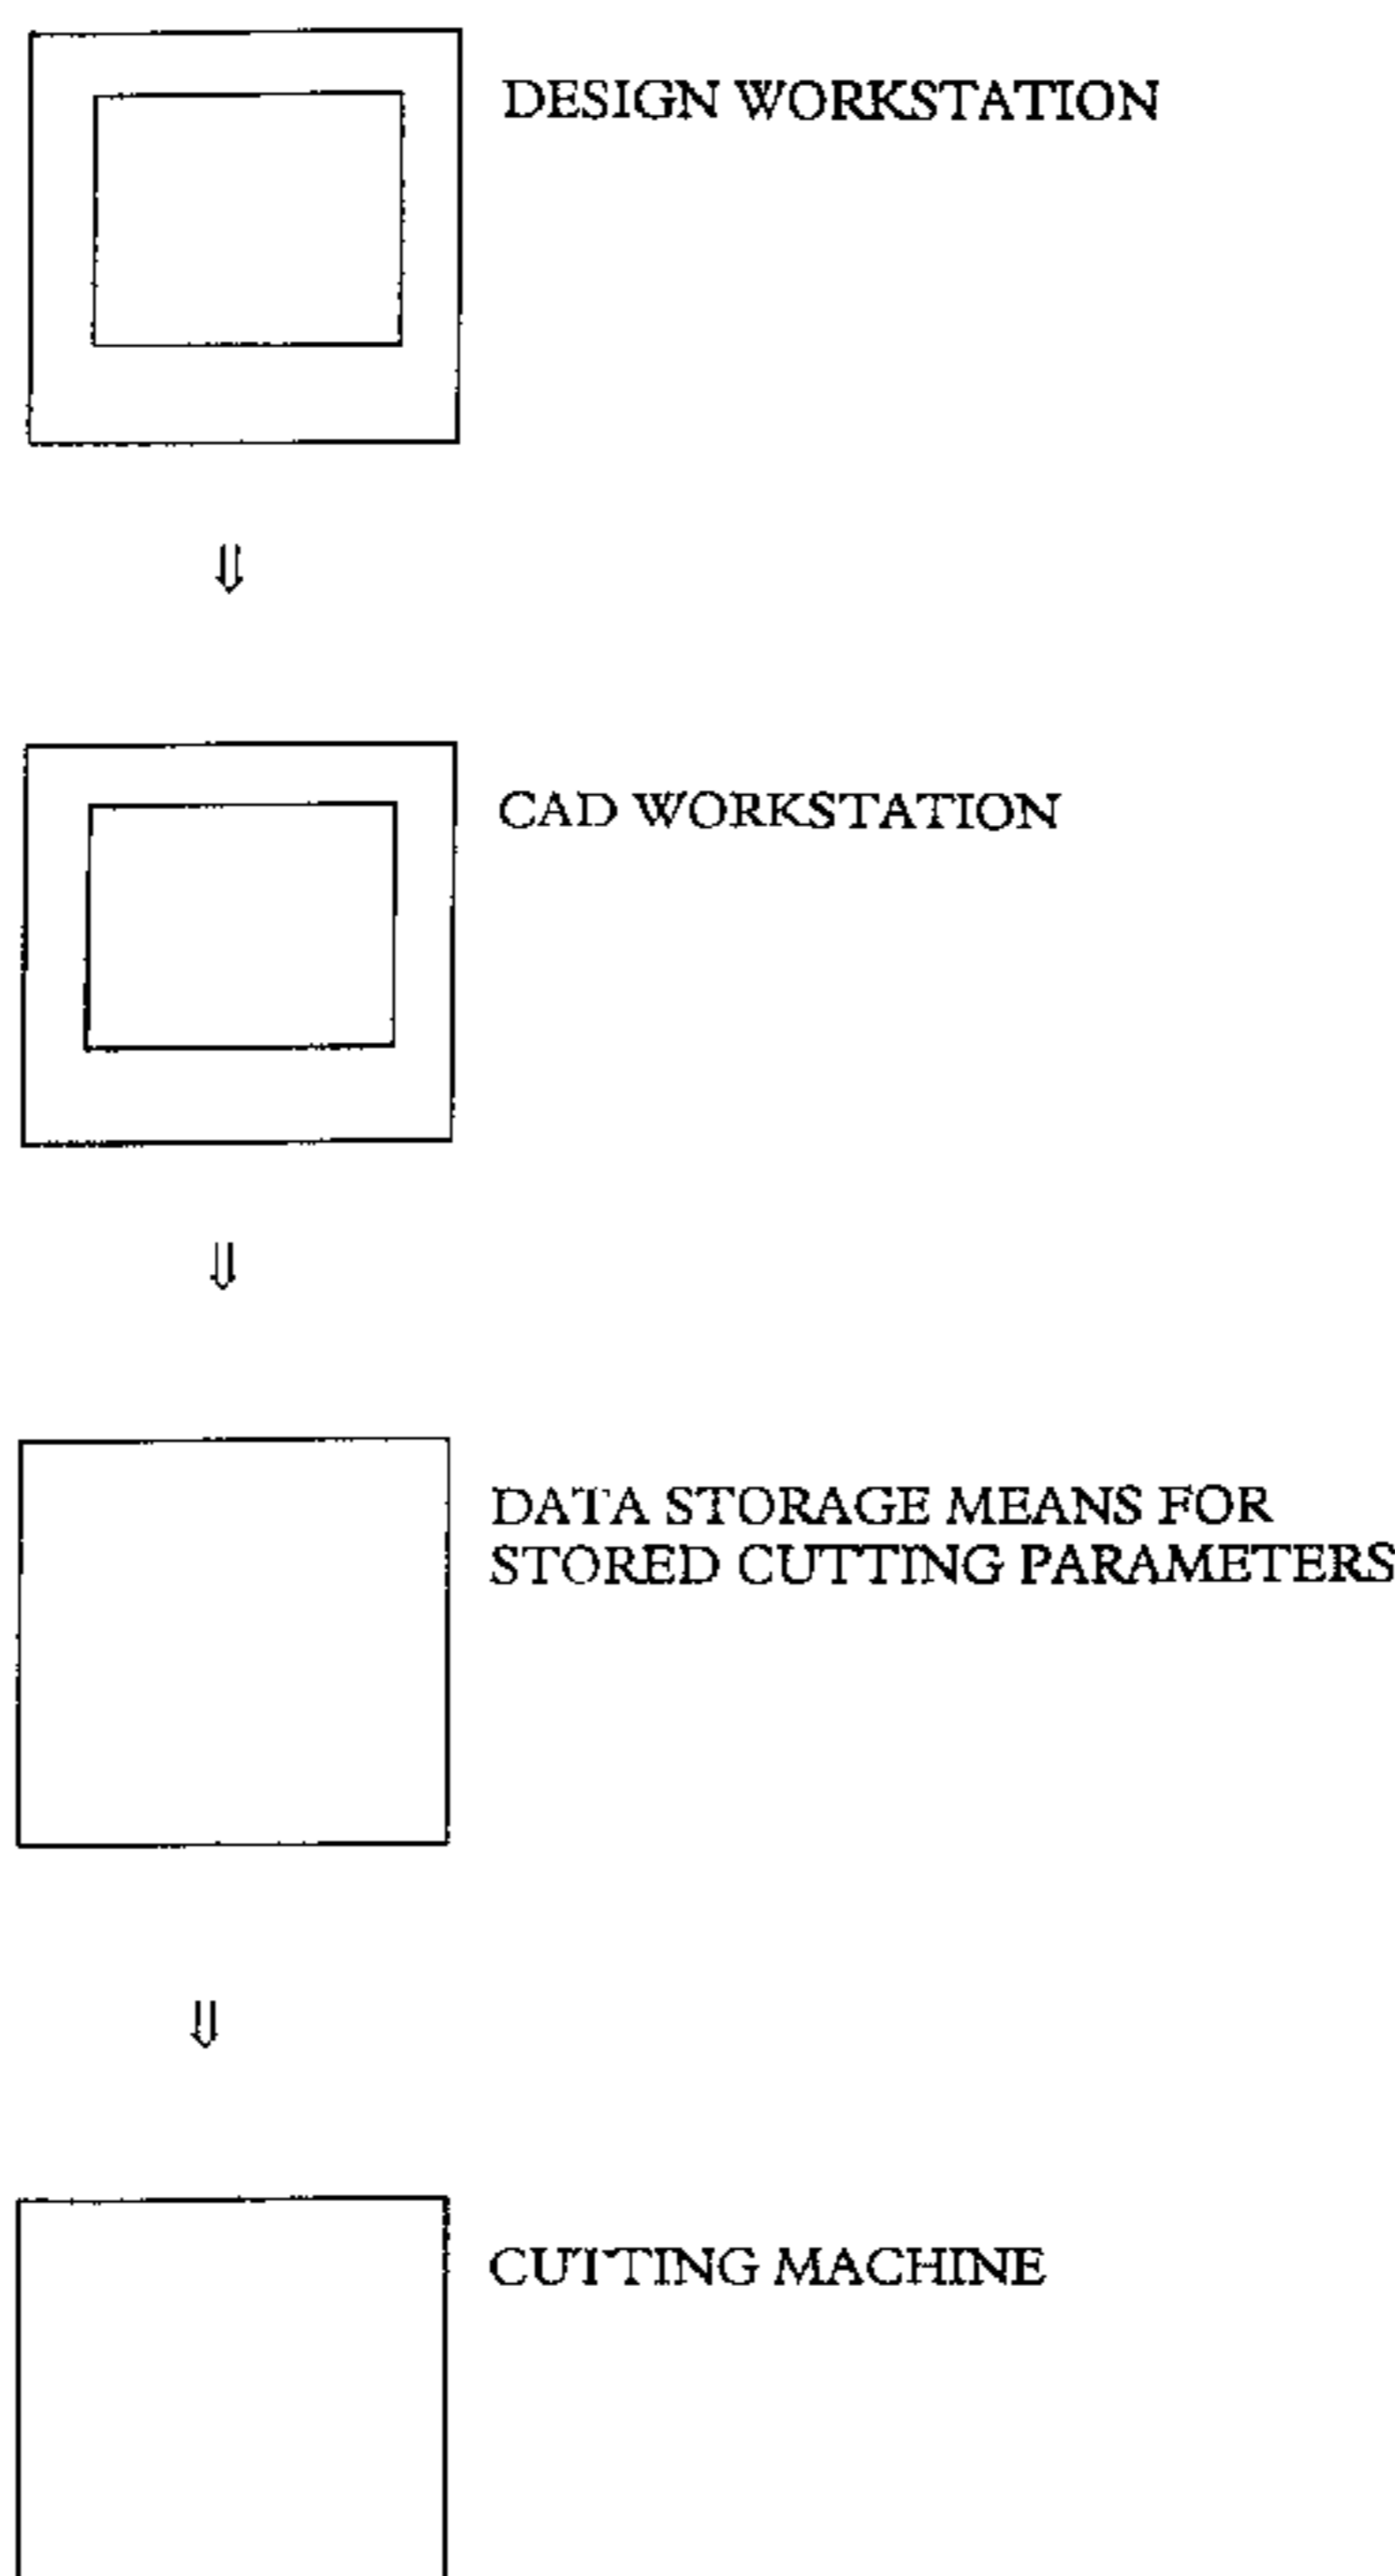 DESIGN WORKSTATION
⇓
CAD WORKSTATION
⇓
DATA STORAGE MEANS FOR
STORED CUTTING PARAMETERS
⇓
CUTTING MACHINE